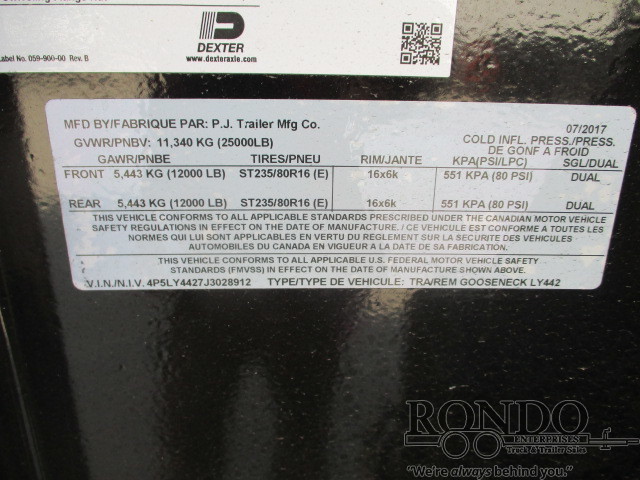 DEXTER
Label No. 059-900-00 Rev. B
www.dexteraxle.com
MFD BY/FABRIQUE PAR: P.J. Trailer Mfg Co.
07/2017
GVWR/PNBV: 11,340 KG (25000LB)
COLD INFL. PRESS./PRESS.
DE GONF A FROID
GAWR/PNBE TIRES/PNEU RIM/JANTE KPA(PSI/LPC) SGL/DUAL
FRONT 5,443 KG (12000 LB) ST235/80R16 (E) 16x6k 551 KPA (80 PSI) DUAL
REAR 5,443 KG (12000 LB) ST235/80R16 (E) 16x6k 551 KPA (80 PSI) DUAL
THIS VEHICLE CONFORMS TO ALL APPLICABLE STANDARDS PRESCRIBED UNDER THE CANADIAN MOTOR VEHICLE
SAFETY REGULATIONS IN EFFECT ON THE DATE OF MANUFACTURE. / CE VEHICULE EST CONFORME A TOUTES LES
NORMES QUI LUI SONT APPLICABLES EN VERTU DU REGLEMENT SUR LA SECURITE DES VEHICULES
AUTOMOBILES DU CANADA EN VIGUEUR A LA DATE DE SA FABRICATION.
THIS VEHICLE CONFORMS TO ALL APPLICABLE U.S. FEDERAL MOTOR VEHICLE SAFETY
STANDARDS (FMVSS) IN EFFECT ON THE DATE OF MANUFACTURE SHOWN ABOVE.
V.I.N./N.I.V. 4P5LY4427J3028912 TYPE/TYPE DE VEHICULE: TRA/REM GOOSENECK LY442
RONDO
ENTERPRISES
Truck & Trailer Sales
"We're always behind you."